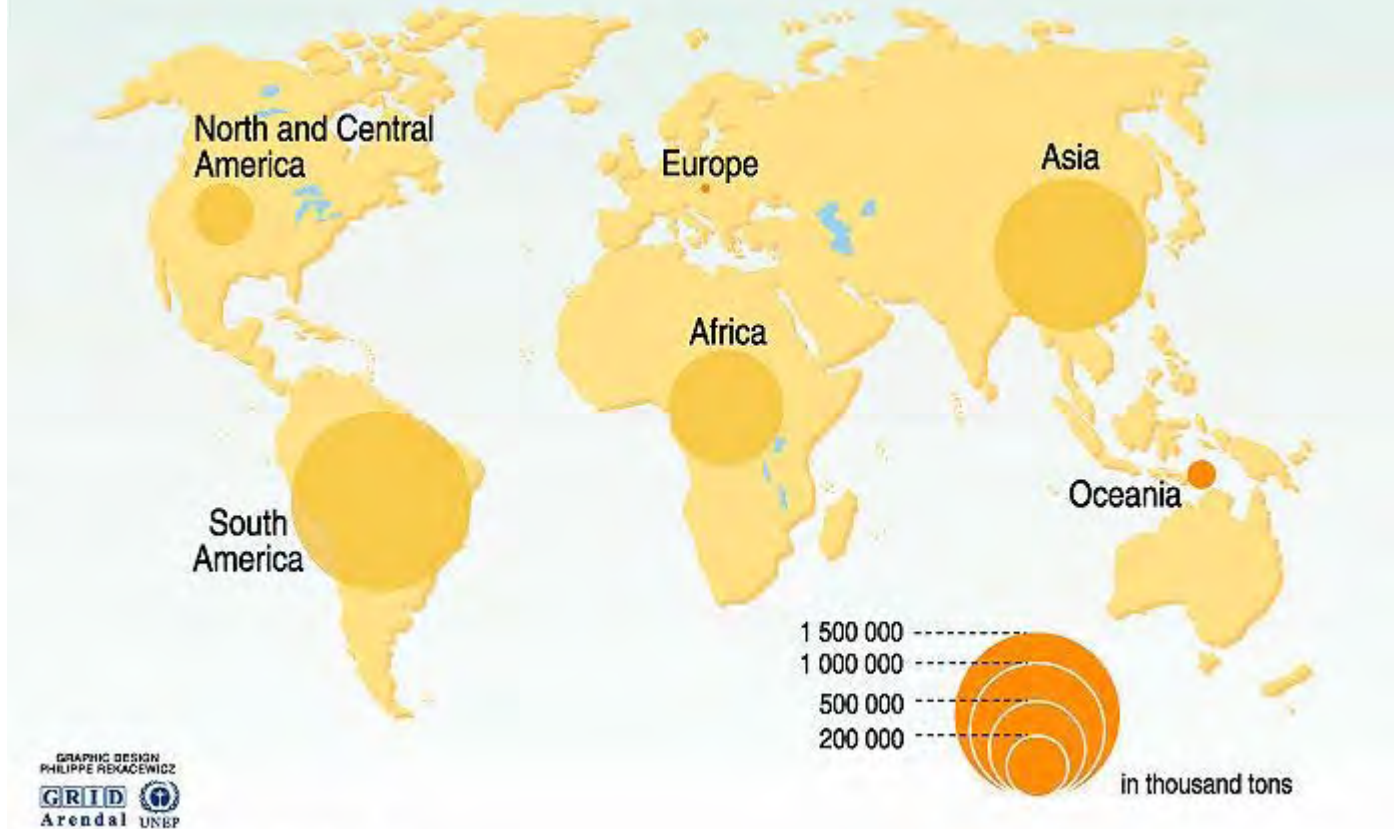 North and Central
America
Europe
Asia
Africa
Oceania
South
America
1 500 000
1 000 000
500 000
200 000
in thousand tons
GRAPHIC DESIGN
PHILIPPE REKACEWICZ
GRID
Arendal UNEP